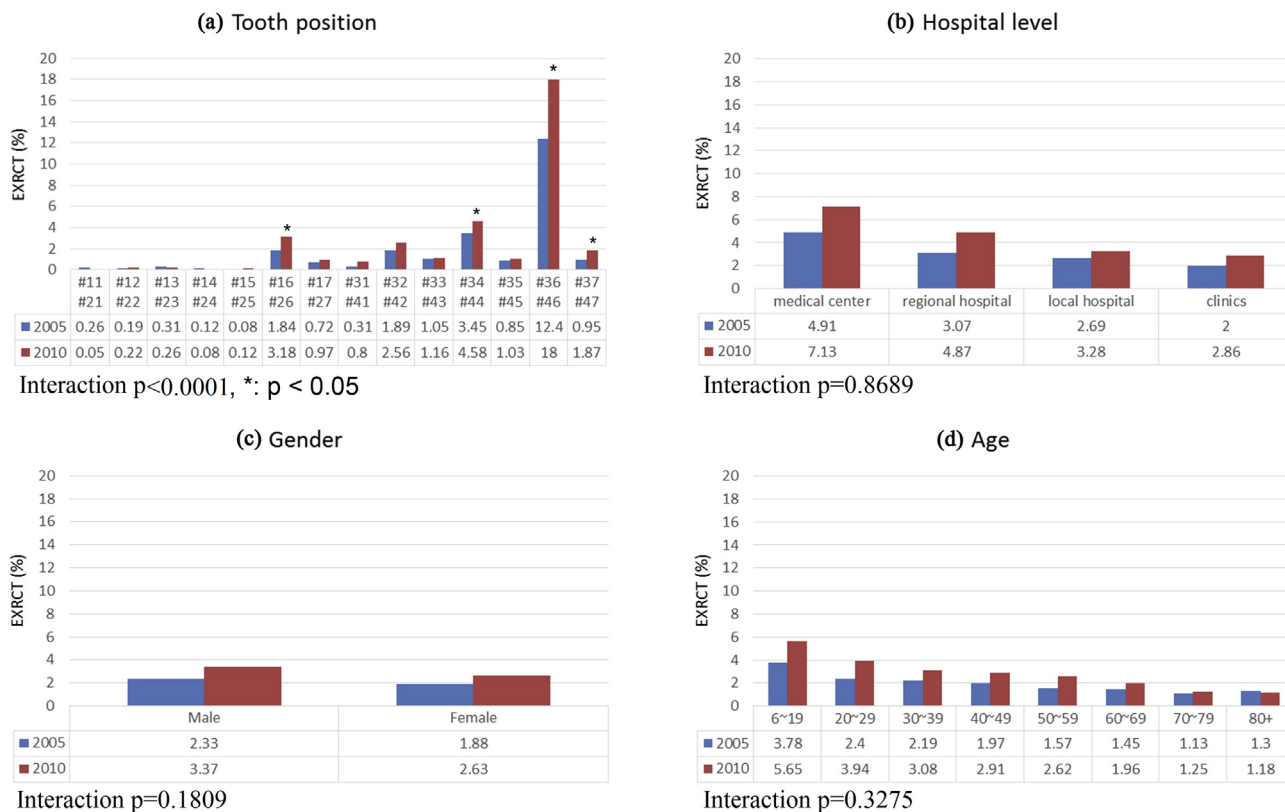 (a) Tooth position
EXRCT (%)
20
18
16
14
12
10
8
6
4
2
0
* * * *
#11 #12 #13 #14 #15 #16 #17 #31 #32 #33 #34 #35 #36 #37
#21 #22 #23 #24 #25 #26 #27 #41 #42 #43 #44 #45 #46 #47
2005 0.26 0.19 0.31 0.12 0.08 1.84 0.72 0.31 1.89 1.05 3.45 0.85 12.4 0.95
2010 0.05 0.22 0.26 0.08 0.12 3.18 0.97 0.8 2.56 1.16 4.58 1.03 18 1.87
Interaction p<0.0001, *: p < 0.05
(b) Hospital level
EXRCT (%)
20
18
16
14
12
10
8
6
4
2
0
medical center regional hospital local hospital clinics
2005 4.91 3.07 2.69 2
2010 7.13 4.87 3.28 2.86
Interaction p=0.8689
(c) Gender
EXRCT (%)
20
18
16
14
12
10
8
6
4
2
0
Male Female
2005 2.33 1.88
2010 3.37 2.63
Interaction p=0.1809
(d) Age
EXRCT (%)
20
18
16
14
12
10
8
6
4
2
0
6~19 20~29 30~39 40~49 50~59 60~69 70~79 80+
2005 3.78 2.4 2.19 1.97 1.57 1.45 1.13 1.3
2010 5.65 3.94 3.08 2.91 2.62 1.96 1.25 1.18
Interaction p=0.3275